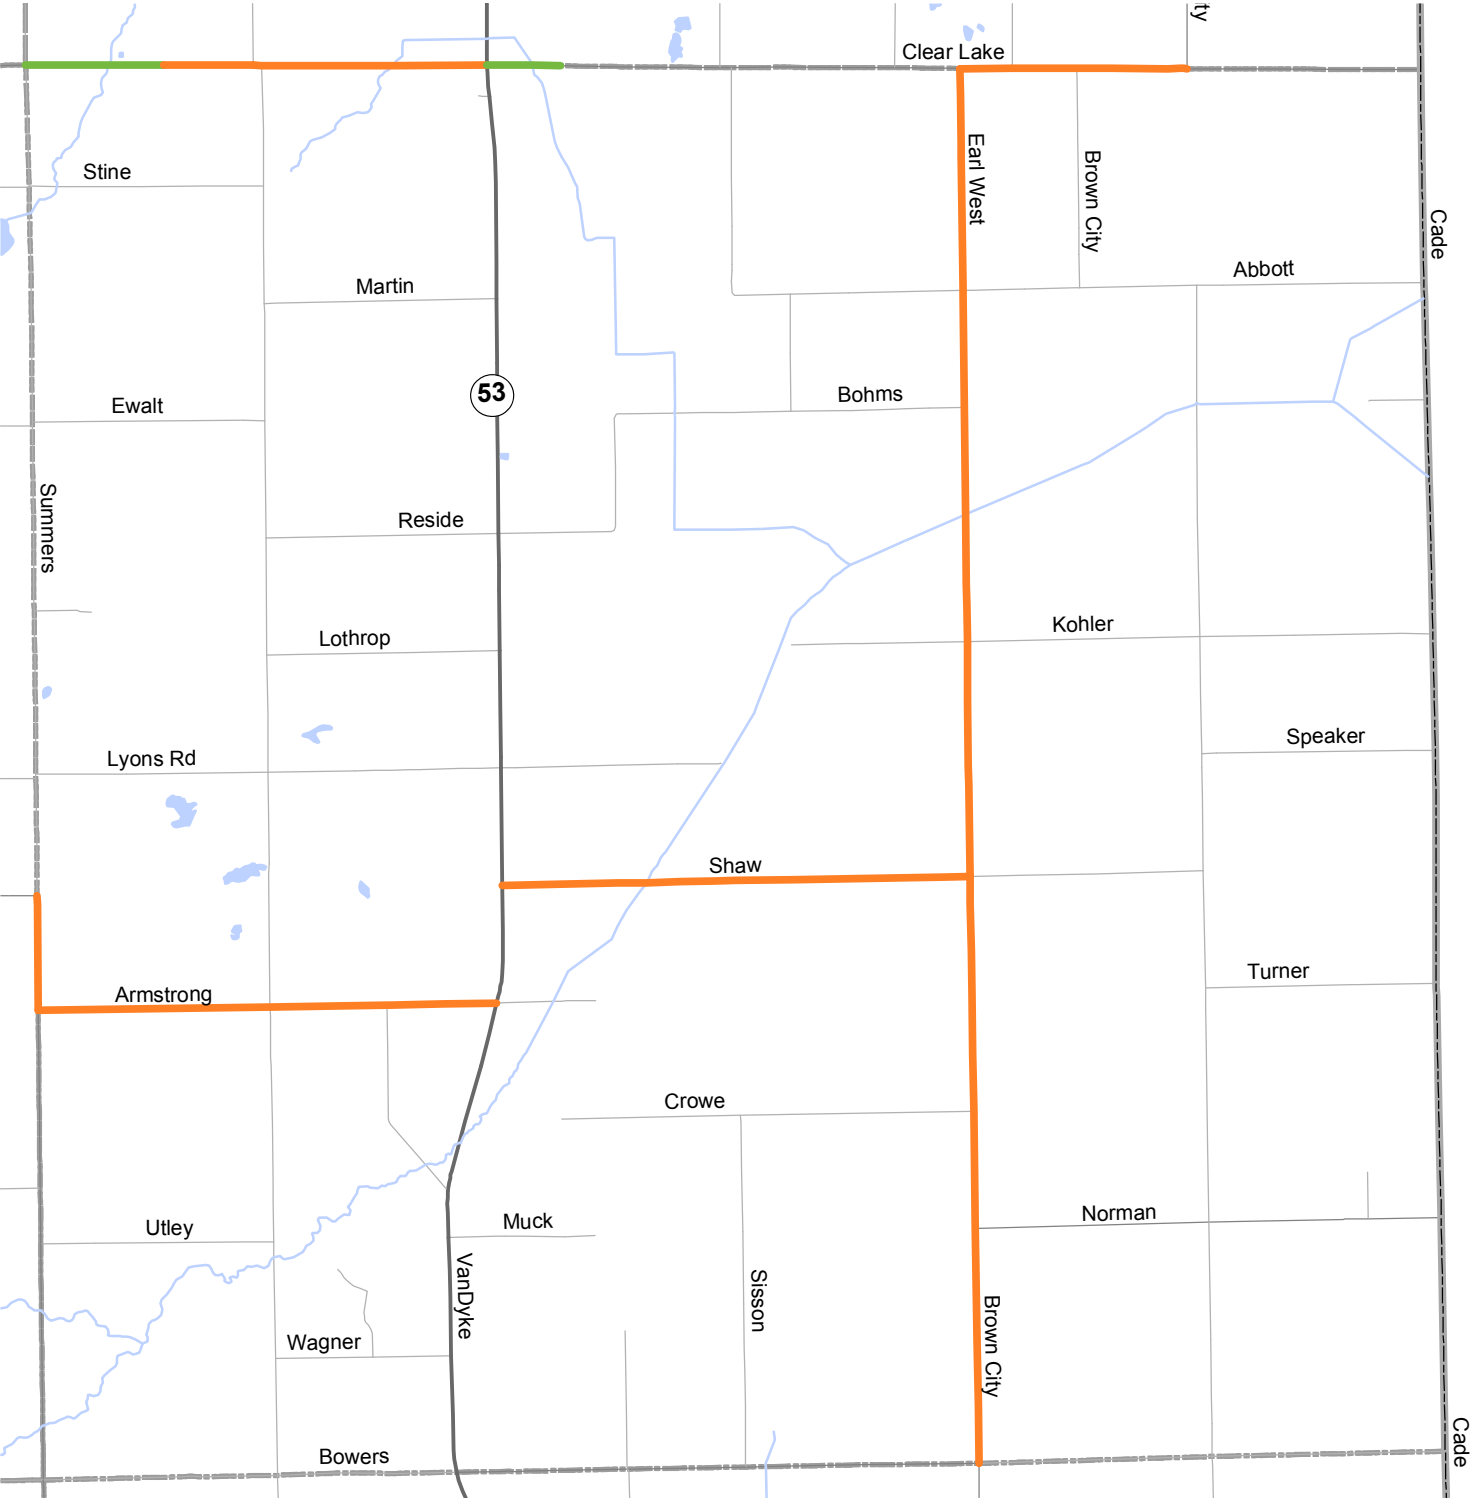 ty
Clear Lake
Stine
Earl West
Brown City
Cade
Abbott
Martin
53
Bohms
Ewalt
Summers
Reside
Kohler
Lothrop
Speaker
Lyons Rd
Shaw
Turner
Armstrong
Crowe
Norman
Muck
Utley
VanDyke
Sisson
Brown City
Wagner
Cade
Bowers